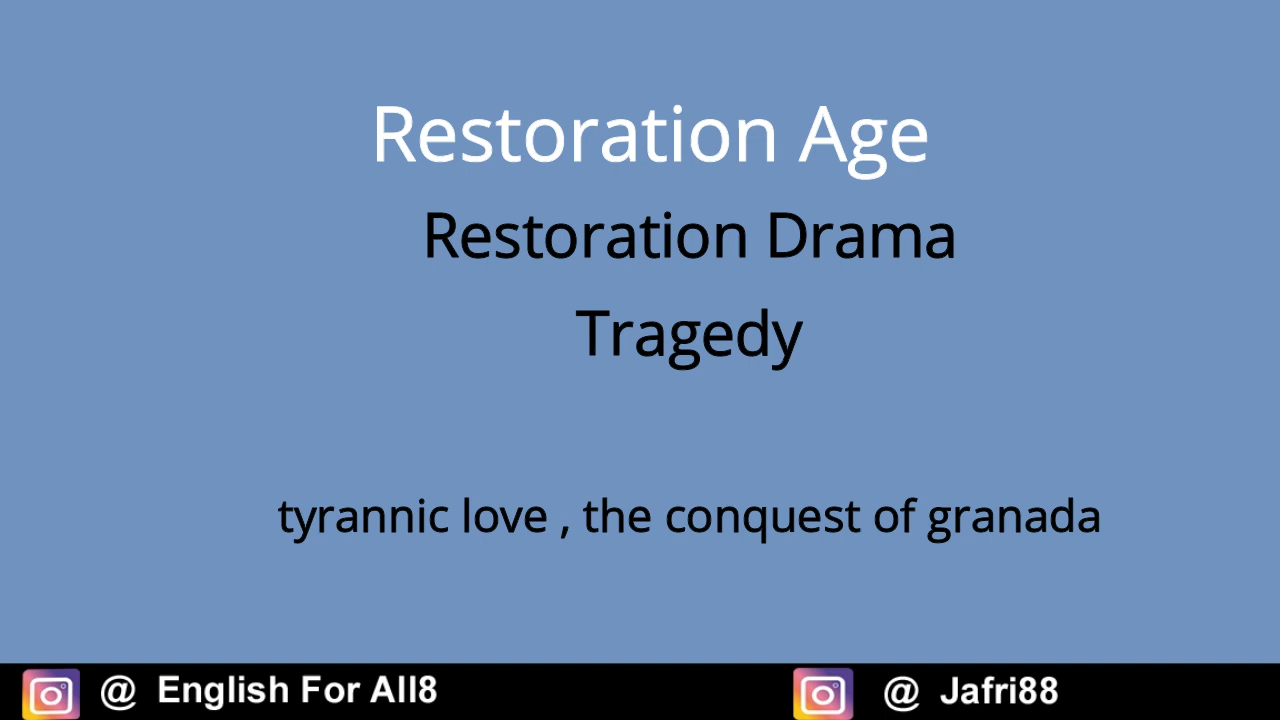 Restoration Age
Restoration Drama
Tragedy
tyrannic love , the conquest of granada
@ English For All8
@ Jafri88